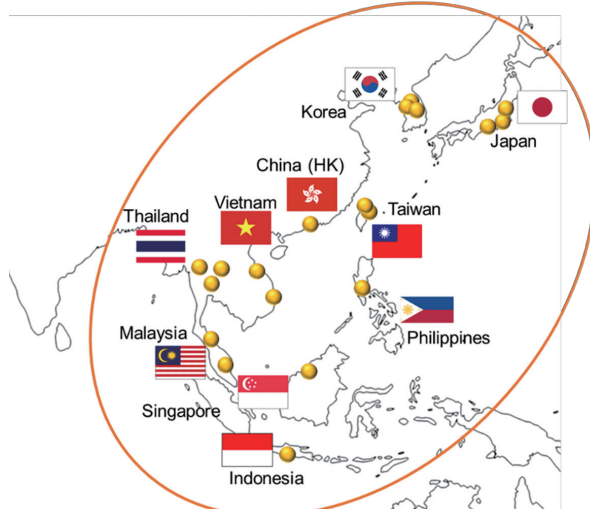 Korea
Japan
China (HK)
Vietnam
Taiwan
Thailand
Malaysia
Philippines
Singapore
Indonesia